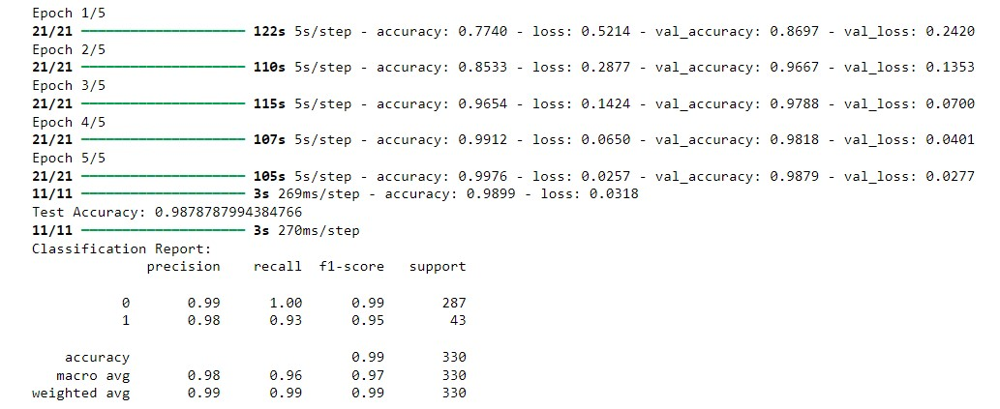 Epoch 1/5
21/21 ━━━━━━━━━━━━━━━━━━━━ 122s 5s/step - accuracy: 0.7740 - loss: 0.5214 - val_accuracy: 0.8697 - val_loss: 0.2420
Epoch 2/5
21/21 ━━━━━━━━━━━━━━━━━━━━ 110s 5s/step - accuracy: 0.8533 - loss: 0.2877 - val_accuracy: 0.9667 - val_loss: 0.1353
Epoch 3/5
21/21 ━━━━━━━━━━━━━━━━━━━━ 115s 5s/step - accuracy: 0.9654 - loss: 0.1424 - val_accuracy: 0.9788 - val_loss: 0.0700
Epoch 4/5
21/21 ━━━━━━━━━━━━━━━━━━━━ 107s 5s/step - accuracy: 0.9912 - loss: 0.0650 - val_accuracy: 0.9818 - val_loss: 0.0401
Epoch 5/5
21/21 ━━━━━━━━━━━━━━━━━━━━ 105s 5s/step - accuracy: 0.9976 - loss: 0.0257 - val_accuracy: 0.9879 - val_loss: 0.0277
11/11 ━━━━━━━━━━━━━━━━━━━━ 3s 269ms/step - accuracy: 0.9899 - loss: 0.0318
Test Accuracy: 0.9878787994384766
11/11 ━━━━━━━━━━━━━━━━━━━━ 3s 270ms/step
Classification Report:
precision recall f1-score support
0 0.99 1.00 0.99 287
1 0.98 0.93 0.95 43
accuracy 0.99 330
macro avg 0.98 0.96 0.97 330
weighted avg 0.99 0.99 0.99 330